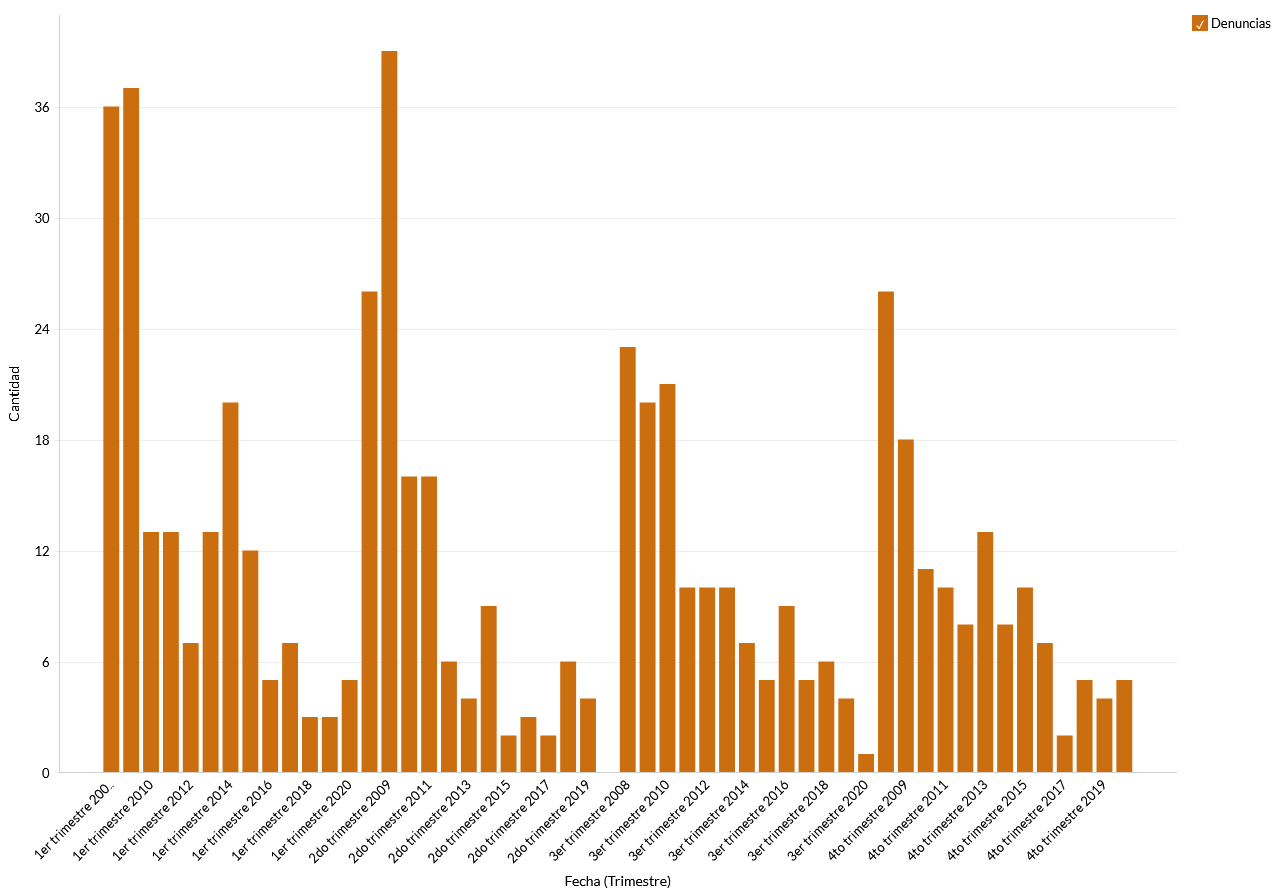 Denuncias
36
30
24
18
12
6
0
Cantidad
1er trimestre 200..
1er trimestre 2010
1er trimestre 2012
1er trimestre 2014
1er trimestre 2016
1er trimestre 2018
1er trimestre 2020
2do trimestre 2009
2do trimestre 2011
2do trimestre 2013
2do trimestre 2015
2do trimestre 2017
2do trimestre 2019
3er trimestre 2008
3er trimestre 2010
3er trimestre 2012
3er trimestre 2014
3er trimestre 2016
3er trimestre 2018
3er trimestre 2020
4to trimestre 2009
4to trimestre 2011
4to trimestre 2013
4to trimestre 2015
4to trimestre 2017
4to trimestre 2019
Fecha (Trimestre)